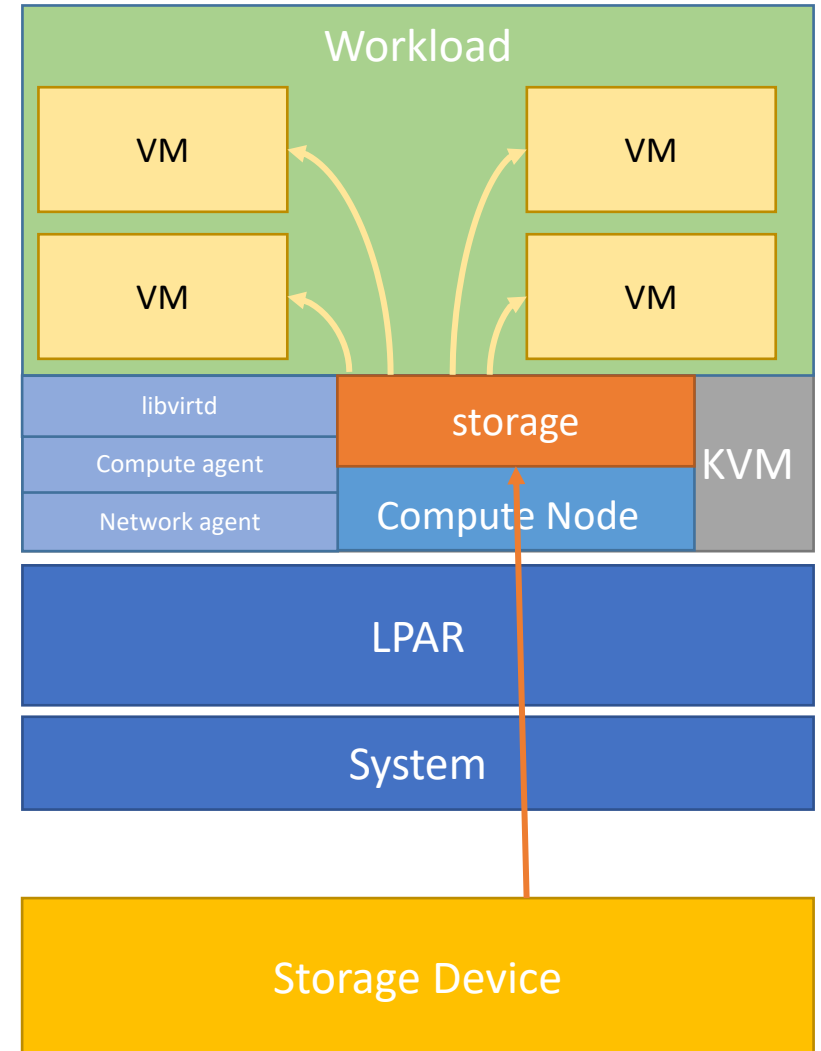 Workload
VM
VM
VM
VM
libvirtd
storage
KVM
Compute agent
Network agent
Compute Node
LPAR
System
Storage Device